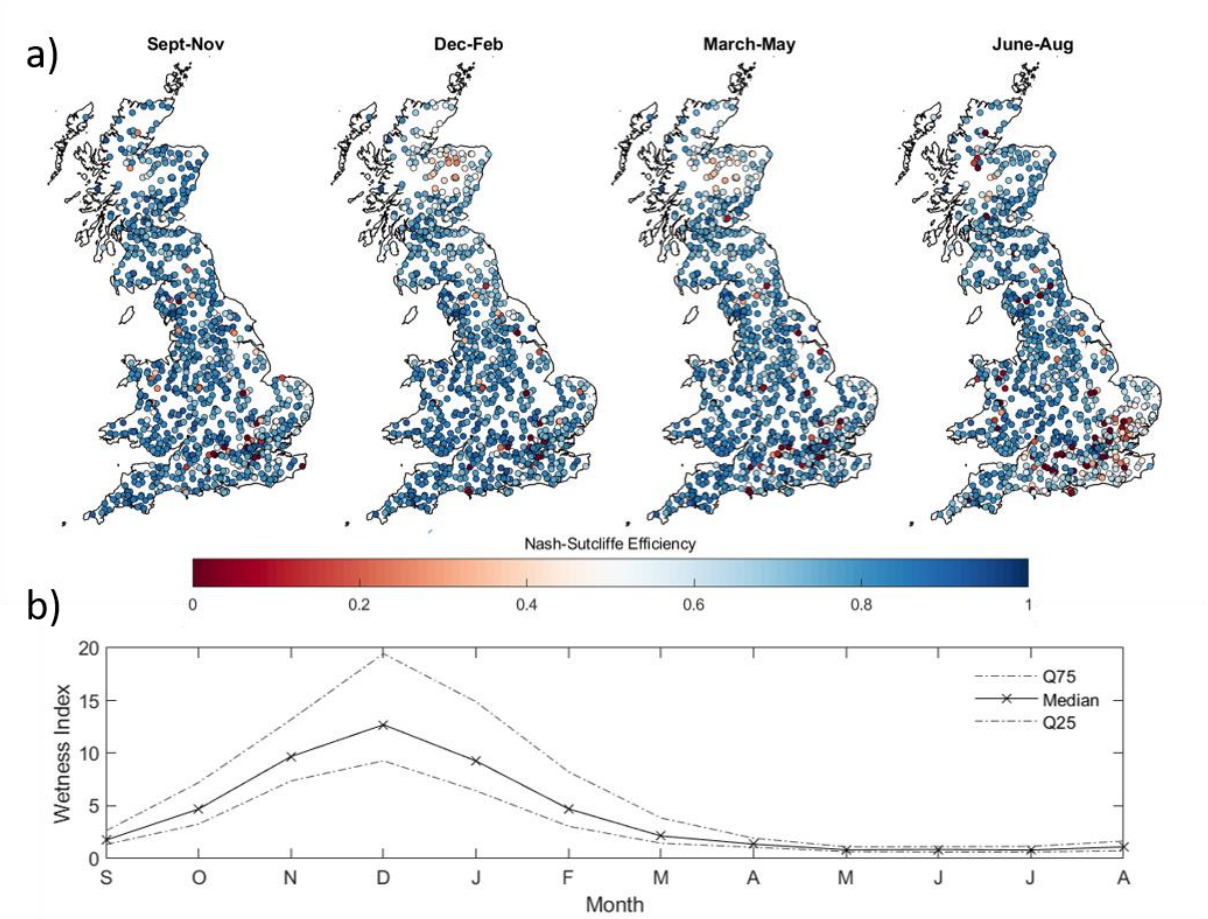 a)
Sept-Nov Dec-Feb March-May June-Aug
Nash-Sutcliffe Efficiency
0 0.2 0.4 0.6 0.8 1
b)
20
15
10
5
0
Wetness Index
Q75
Median
Q25
S O N D J F M A M J J A
Month